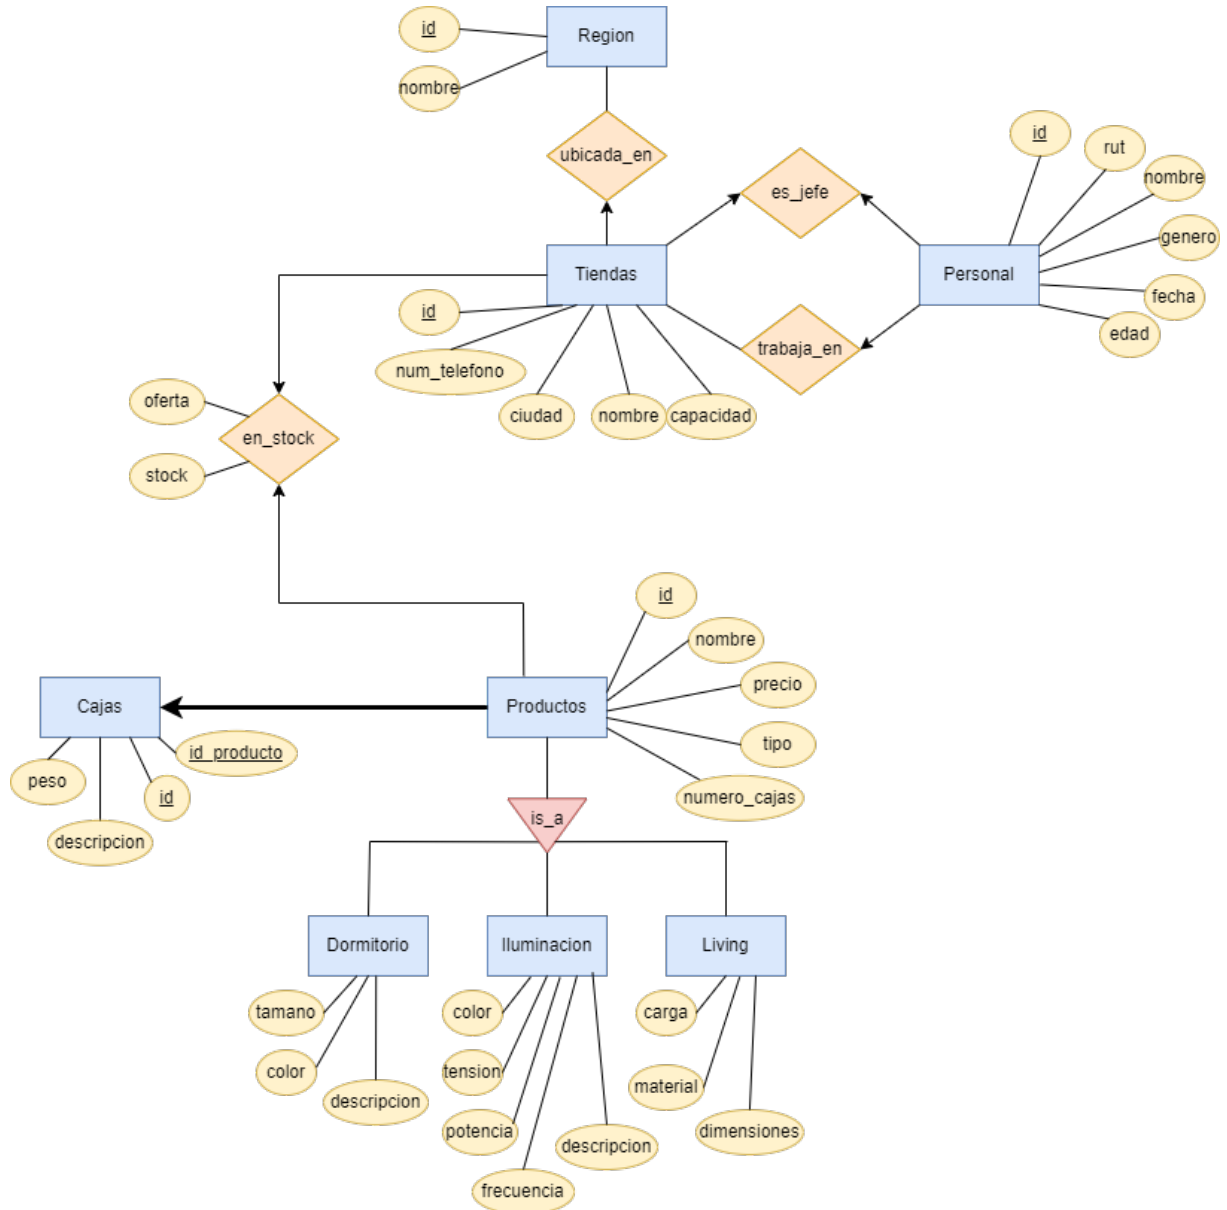 id
Region
nombre
ubicada_en
es_jefe
id
rut
nombre
genero
fecha
edad
Tiendas
Personal
id
num_telefono
ciudad
nombre
capacidad
trabaja_en
oferta
en_stock
stock
id
nombre
precio
tipo
numero_cajas
Cajas
Productos
id_producto
peso
id
descripcion
is_a
Dormitorio
Iluminacion
Living
tamano
color
descripcion
color
tension
potencia
frecuencia
descripcion
carga
material
dimensiones